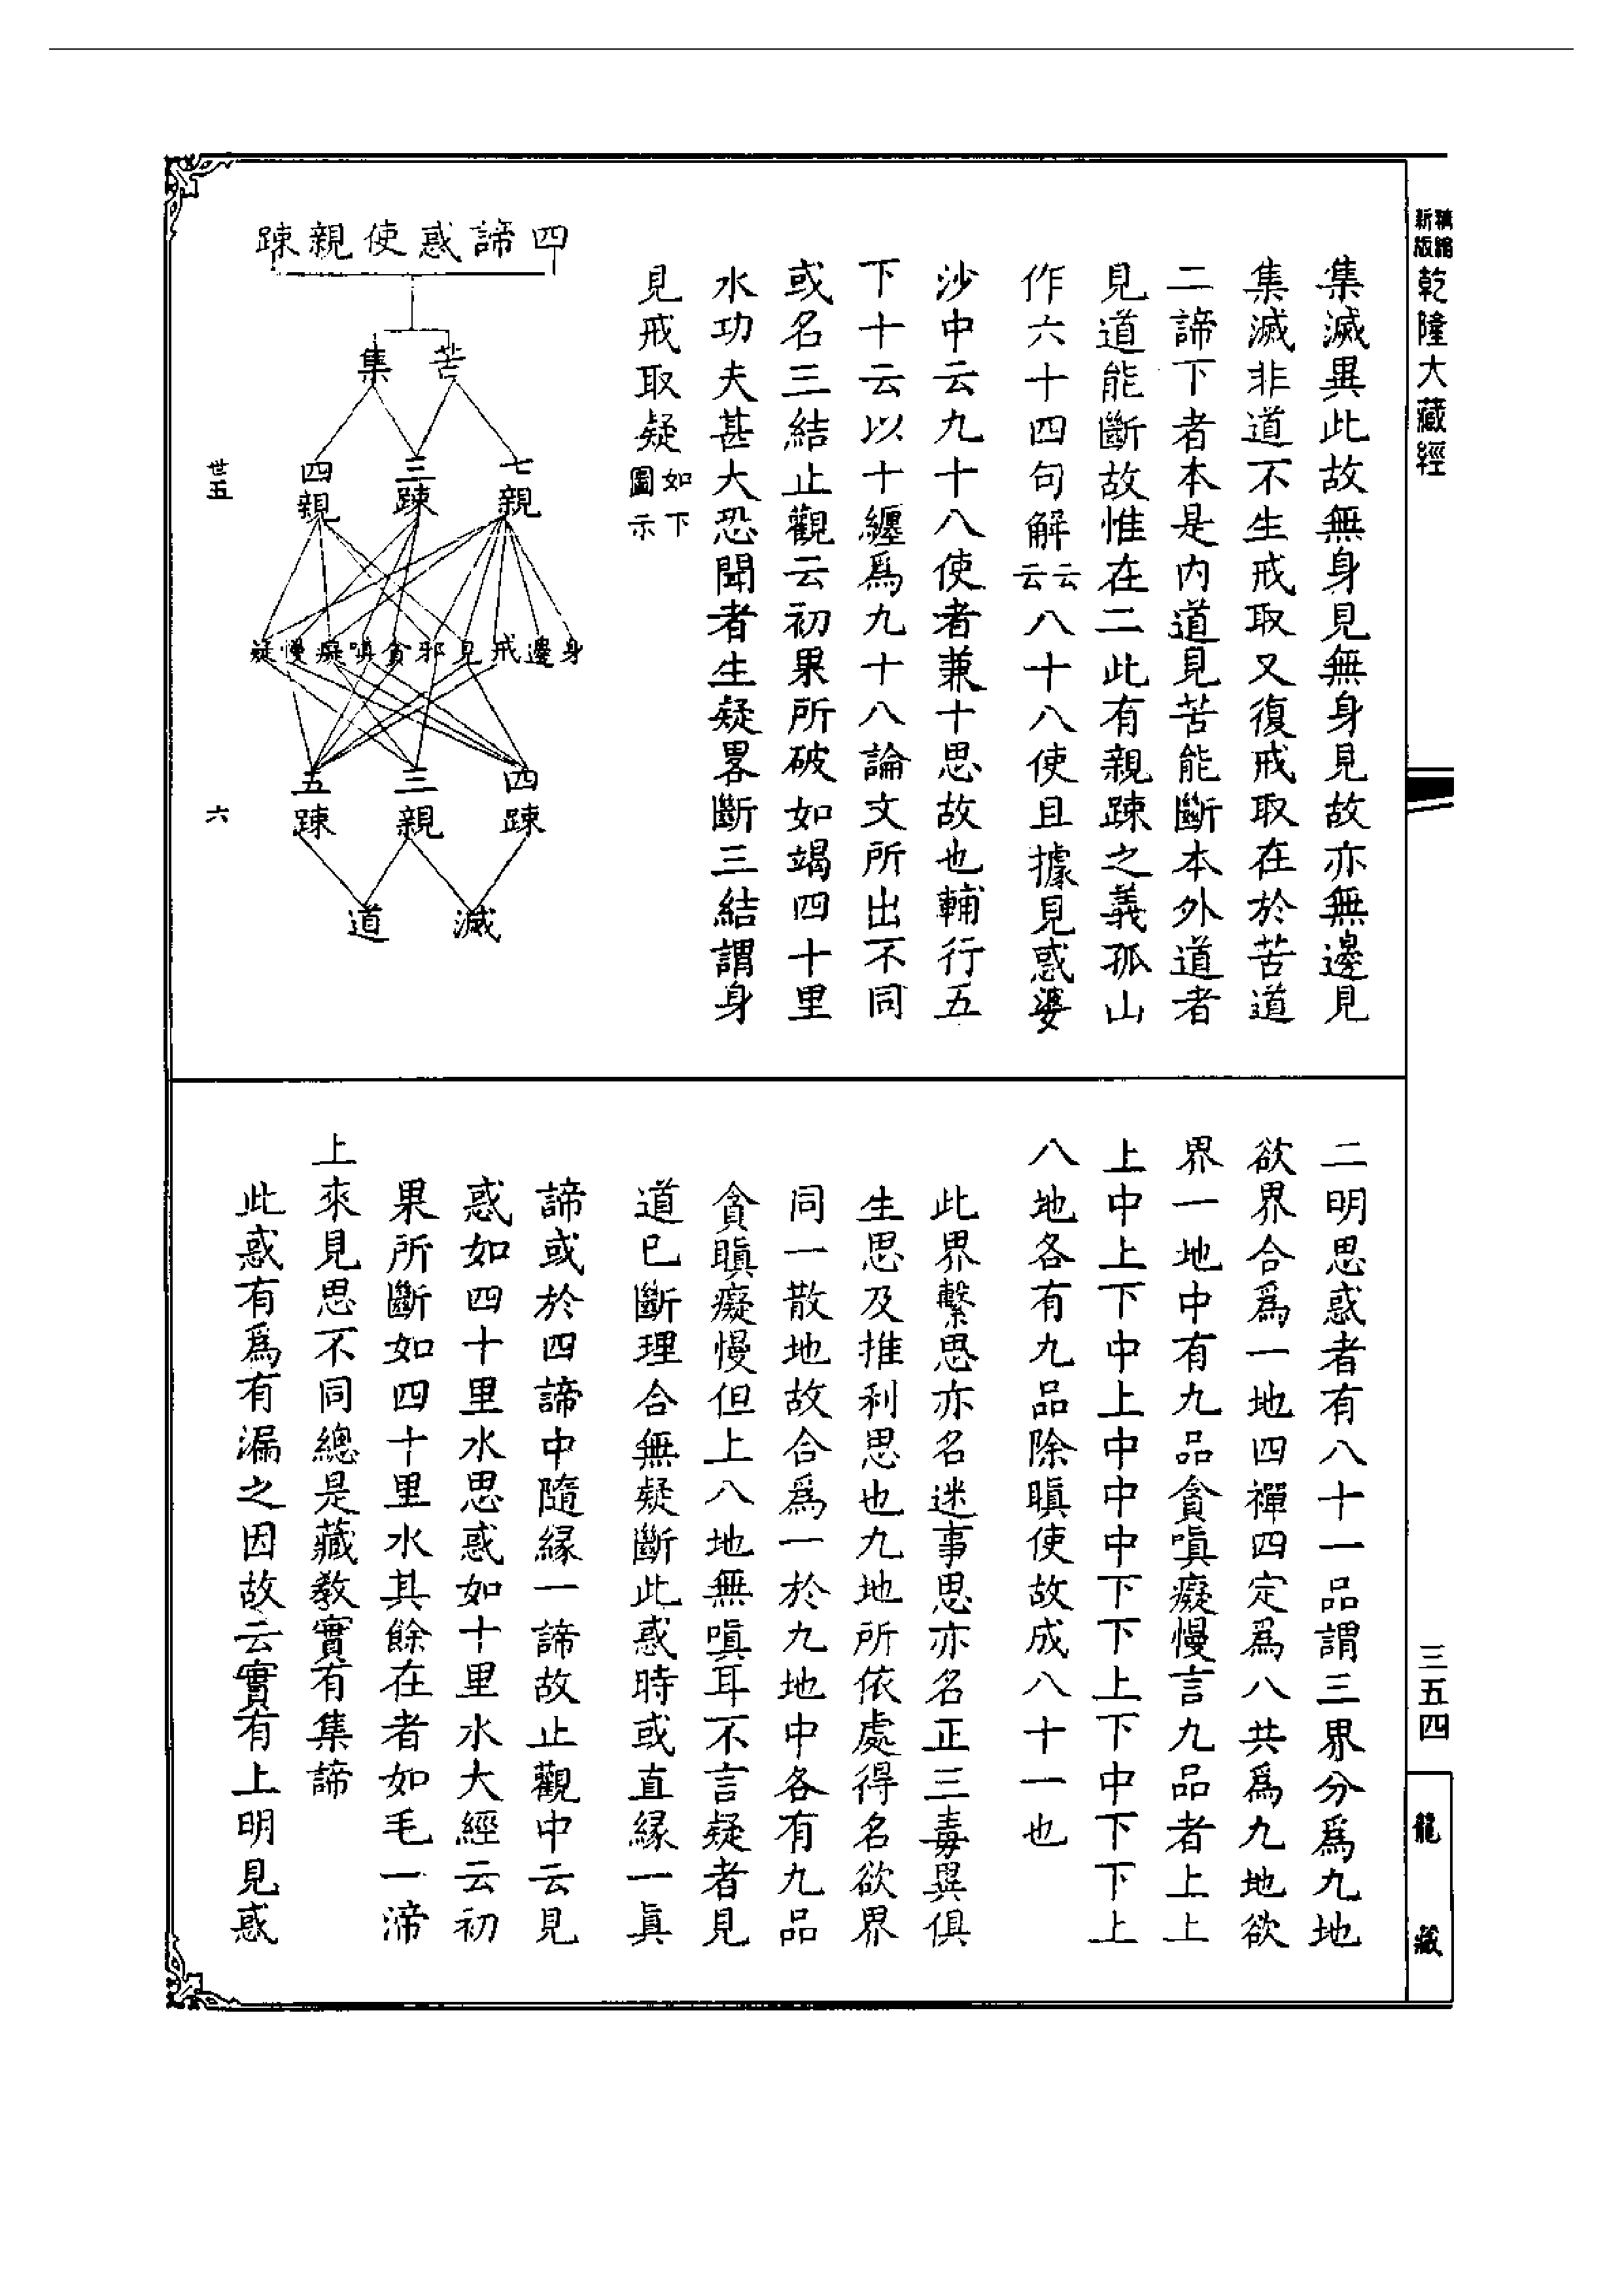 新版精縮
乾隆大藏經
三五四
龍藏
集滅異此故無身見無身見故亦無邊見
集滅非道不生戒取又復戒取在於苦道
二諦下者本是内道見苦能斷本外道者
見道能斷故惟在二此有親踈之義孤山
作六十四句解云云八十八使且據見惑婆
沙中云九十八使者兼十思故也輔行五
下十云以十纏爲九十八論文所出不同
或名三結止觀云初果所破如竭四十里
水功夫甚大恐聞者生疑畧斷三結謂身
見戒取疑如下圖示
四諦惑使親踈
苦 集
七親 三踈 四親
身邊戒見邪貪嗔癡慢疑
四踈 三親 五踈
滅 道
世五
六
二明思惑者有八十一品謂三界分爲九地
欲界合爲一地四禪四定爲八共爲九地欲
界一地中有九品貪嗔癡慢言九品者上上
上中上下中上中中中下下上下中下下上
八地各有九品除瞋使故成八十一也
此界繫思亦名迷事思亦名正三毒異俱
生思及推利思也九地所依處得名欲界
同一散地故合爲一於九地中各有九品
貪瞋癡慢但上八地無嗔耳不言疑者見
道已斷理合無疑斷此惑時或直緣一眞
諦或於四諦中隨緣一諦故止觀中云見
惑如四十里水思惑如十里水大經云初
果所斷如四十里水其餘在者如毛一渧
上來見思不同總是藏教實有集諦
此惑有爲有漏之因故云實有上明見惑